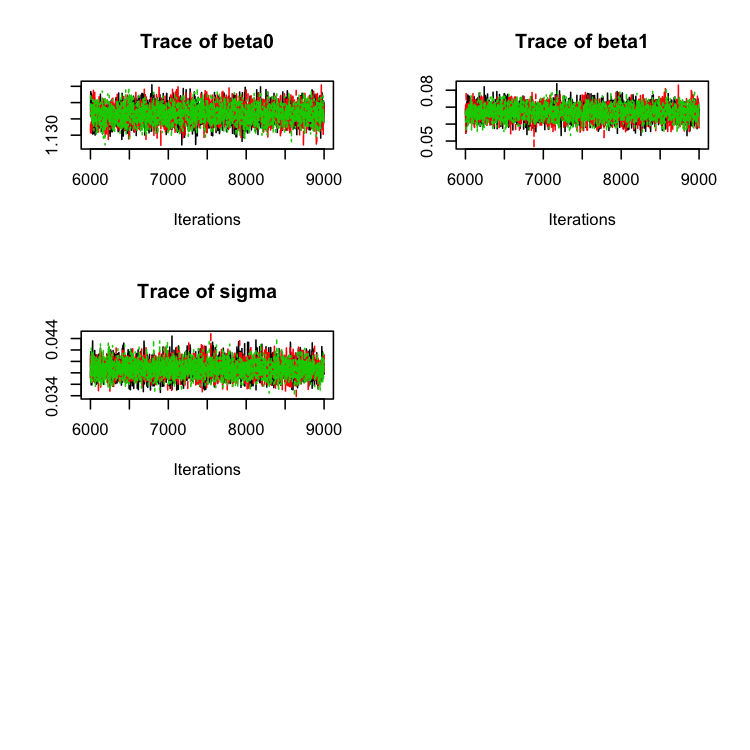 Trace of beta0
1.130
6000 7000 8000 9000
Iterations
Trace of beta1
0.05 0.08
6000 7000 8000 9000
Iterations
Trace of sigma
0.034 0.044
6000 7000 8000 9000
Iterations